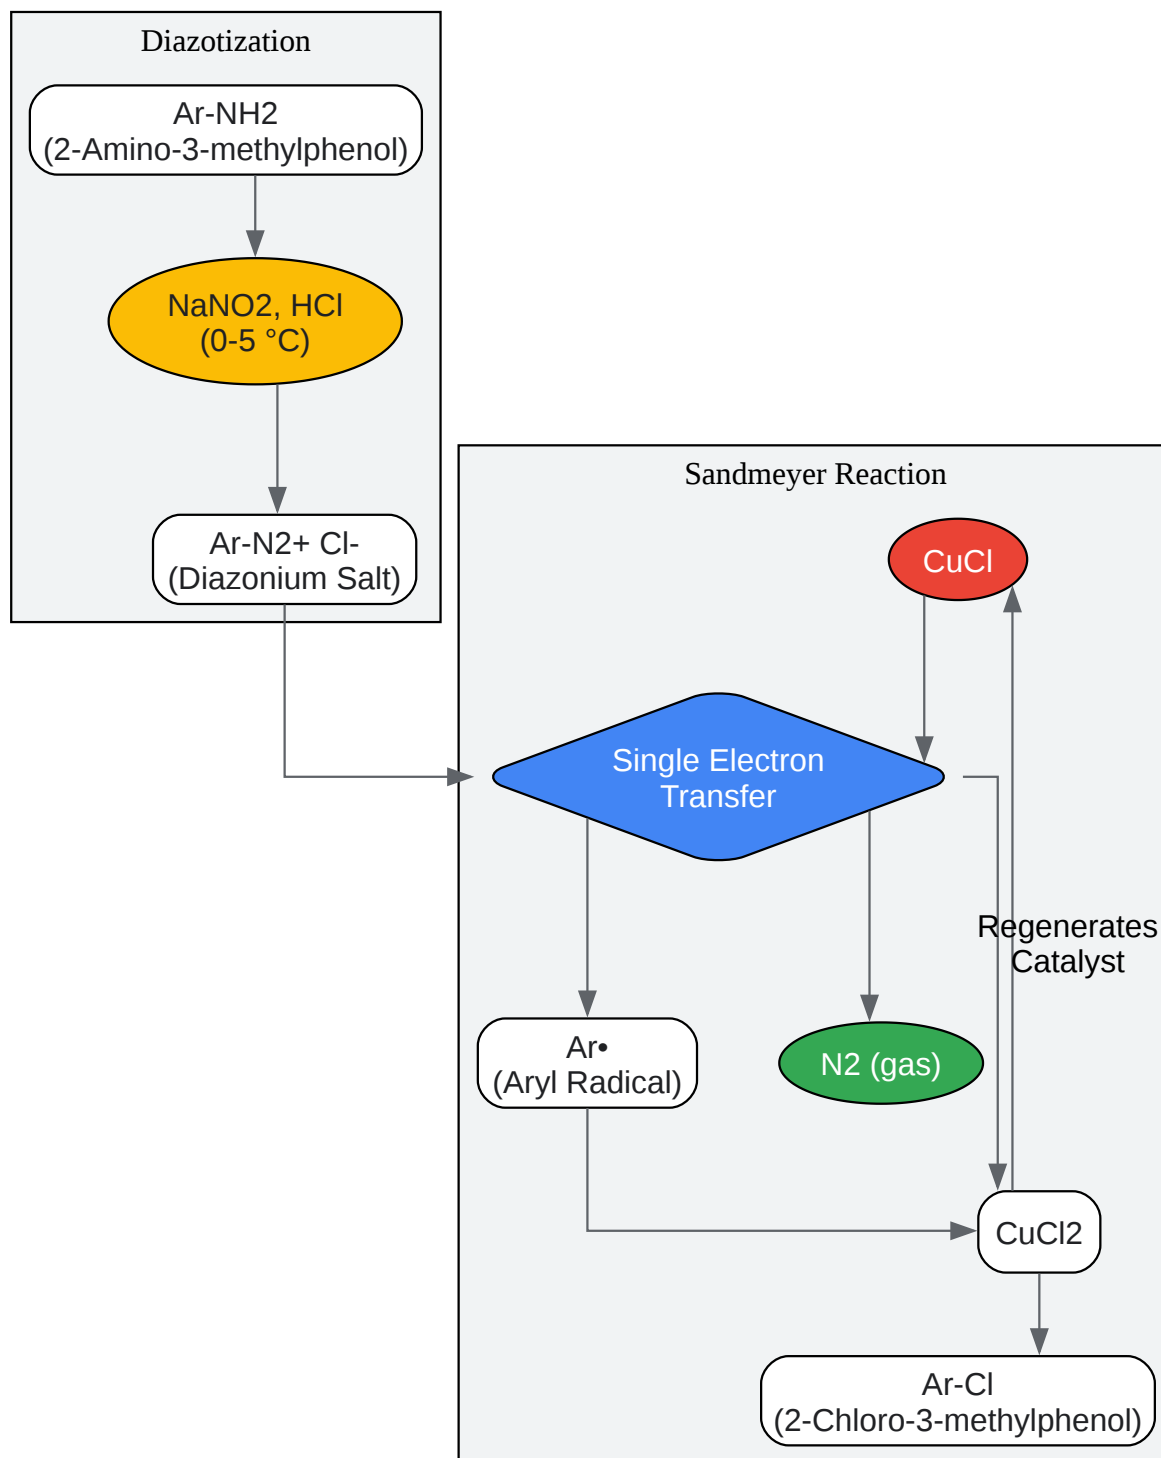 Diazotization
Ar-NH2
(2-Amino-3-methylphenol)
NaNO2, HCl
(0-5 °C)
Ar-N2+ Cl-
(Diazonium Salt)
Sandmeyer Reaction
CuCl
Single Electron
Transfer
Regenerates
Catalyst
Ar•
(Aryl Radical)
N2 (gas)
CuCl2
Ar-Cl
(2-Chloro-3-methylphenol)